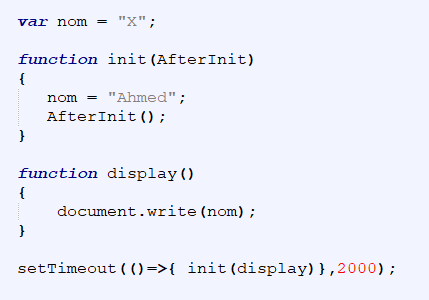 var nom = "X";
function init(AfterInit)
{
nom = "Ahmed";
AfterInit();
}
function display()
{
document.write(nom);
}
setTimeout(()=>{ init(display)},2000);